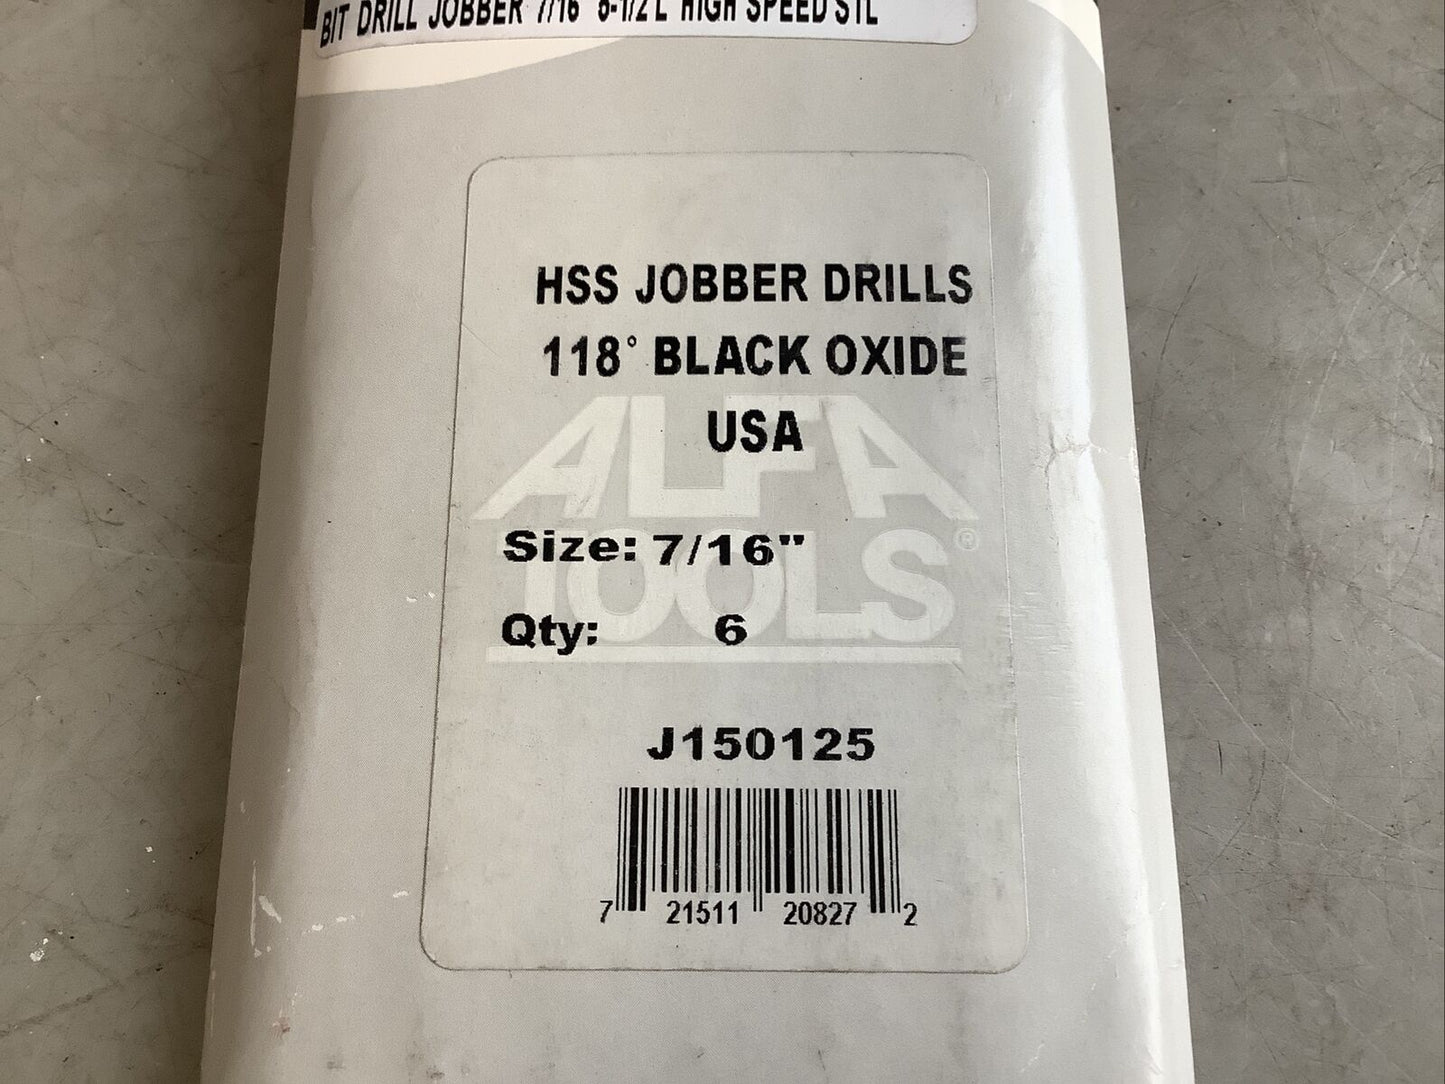 BIT DRILL JOBBER 7/16 5-1/2 L HIGH SPEED STL
HSS JOBBER DRILLS
118° BLACK OXIDE
USA
ALFA
TOOLS®
Size: 7/16"
Qty: 6
J150125
7 21511 20827 2